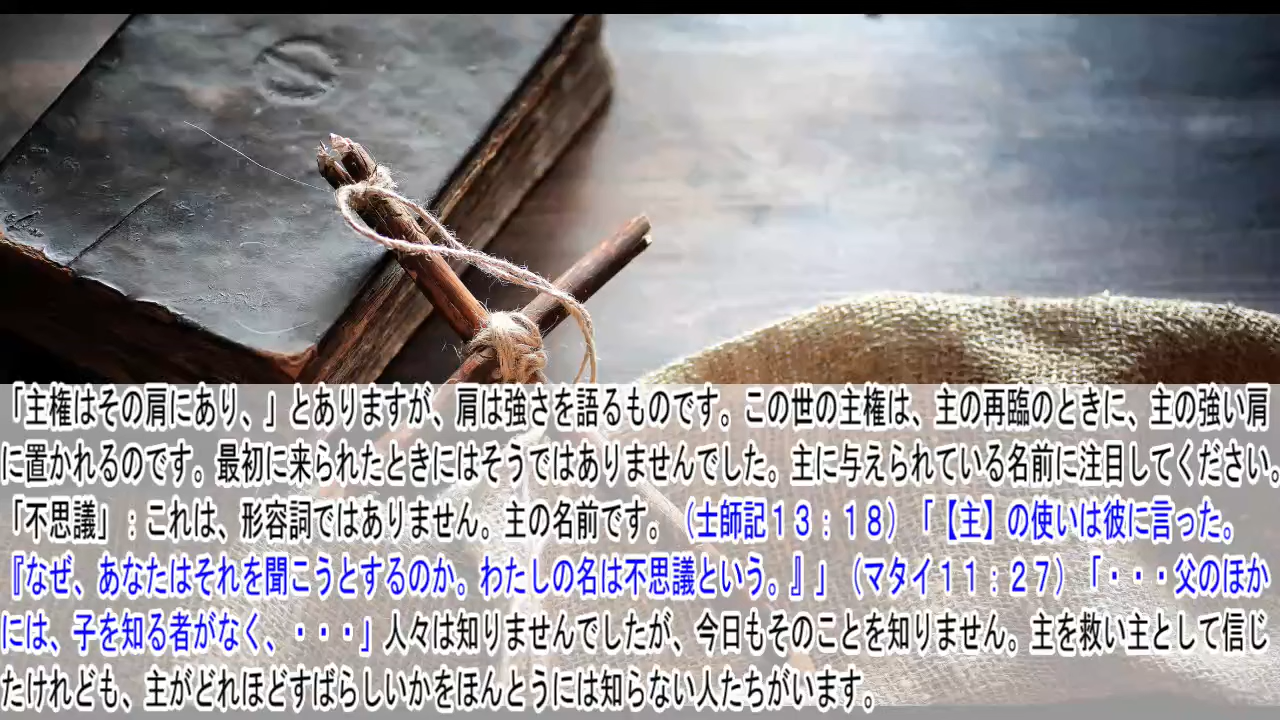 「主権はその肩にあり、」とありますが、肩は強さを語るものです。この世の主権は、主の再臨のときに、主の強い肩
に置かれるのです。最初に来られたときにはそうではありませんでした。主に与えられている名前に注目してください。
「不思議」：これは、形容詞ではありません。主の名前です。（士師記１３：１８）「【主】の使いは彼に言った。
『なぜ、あなたはそれを聞こうとするのか。わたしの名は不思議という。』」（マタイ１１：２７）「・・・父のほか
には、子を知る者がなく、・・・」人々は知りませんでしたが、今日もそのことを知りません。主を救い主として信じ
たけれども、主がどれほどすばらしいかをほんとうには知らない人たちがいます。